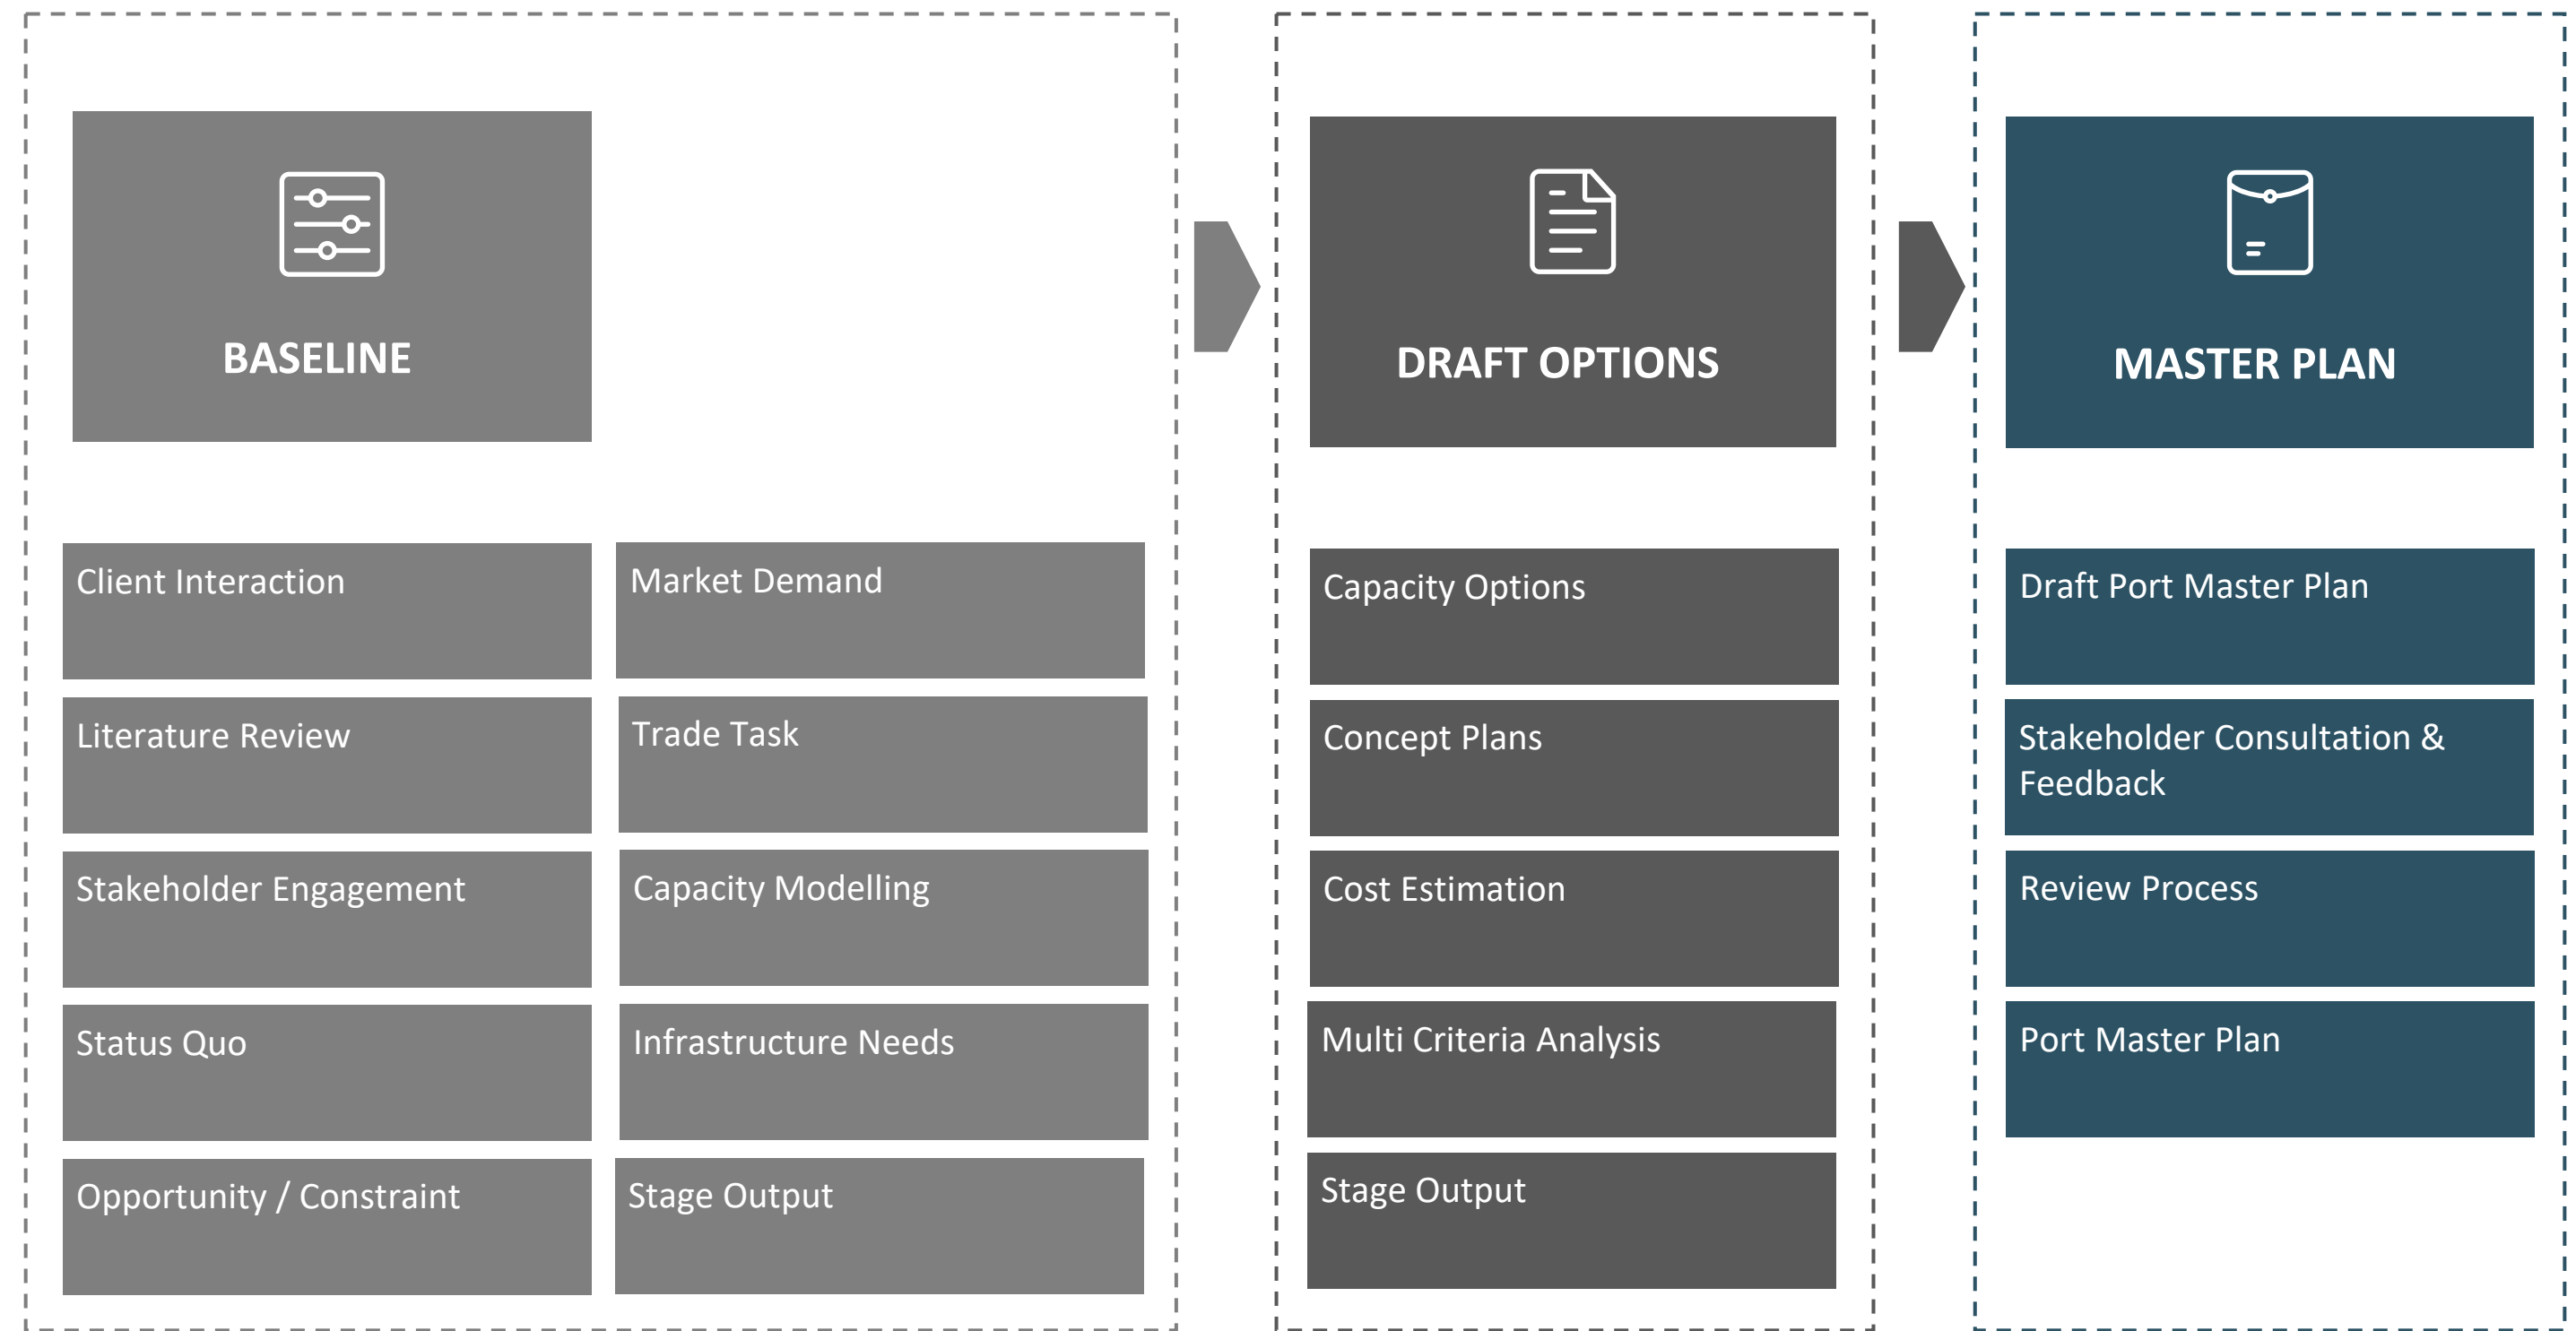 BASELINE
Client Interaction
Literature Review
Stakeholder Engagement
Status Quo
Opportunity / Constraint
Market Demand
Trade Task
Capacity Modelling
Infrastructure Needs
Stage Output
DRAFT OPTIONS
Capacity Options
Concept Plans
Cost Estimation
Multi Criteria Analysis
Stage Output
MASTER PLAN
Draft Port Master Plan
Stakeholder Consultation &
Feedback
Review Process
Port Master Plan